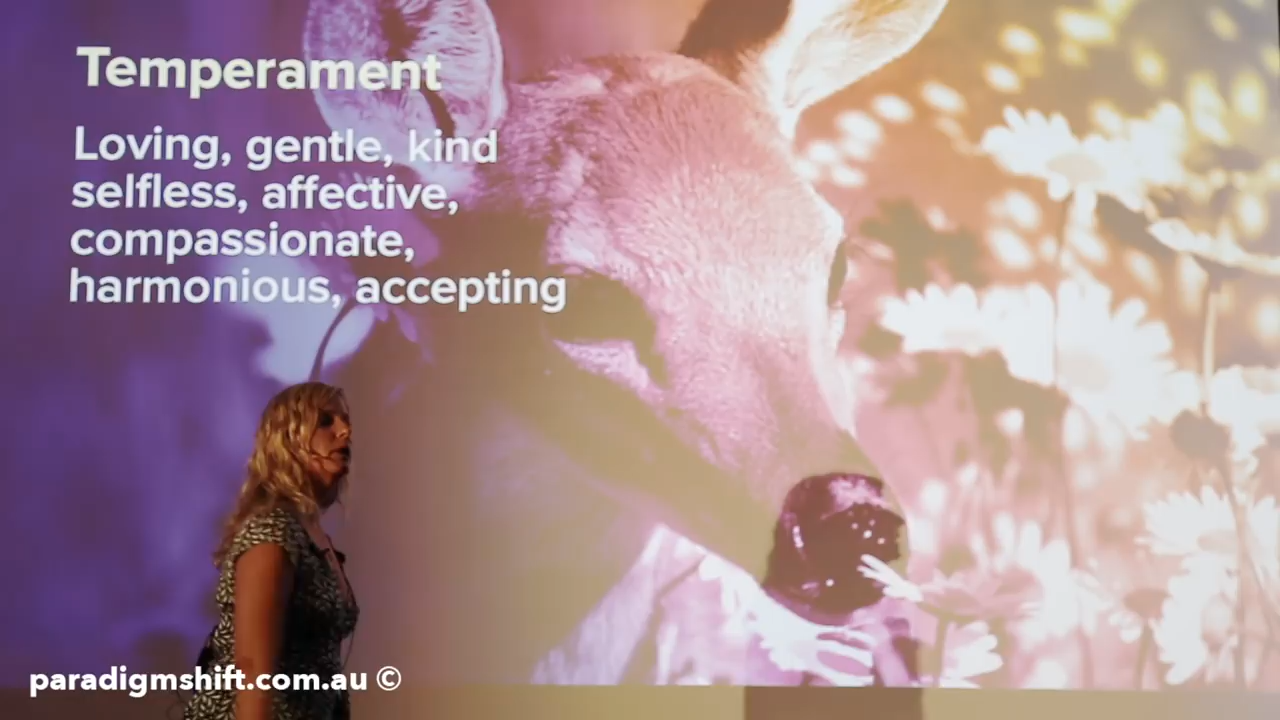 Temperament
Loving, gentle, kind
selfless, affective,
compassionate,
harmonious, accepting
paradigmshift.com.au ©